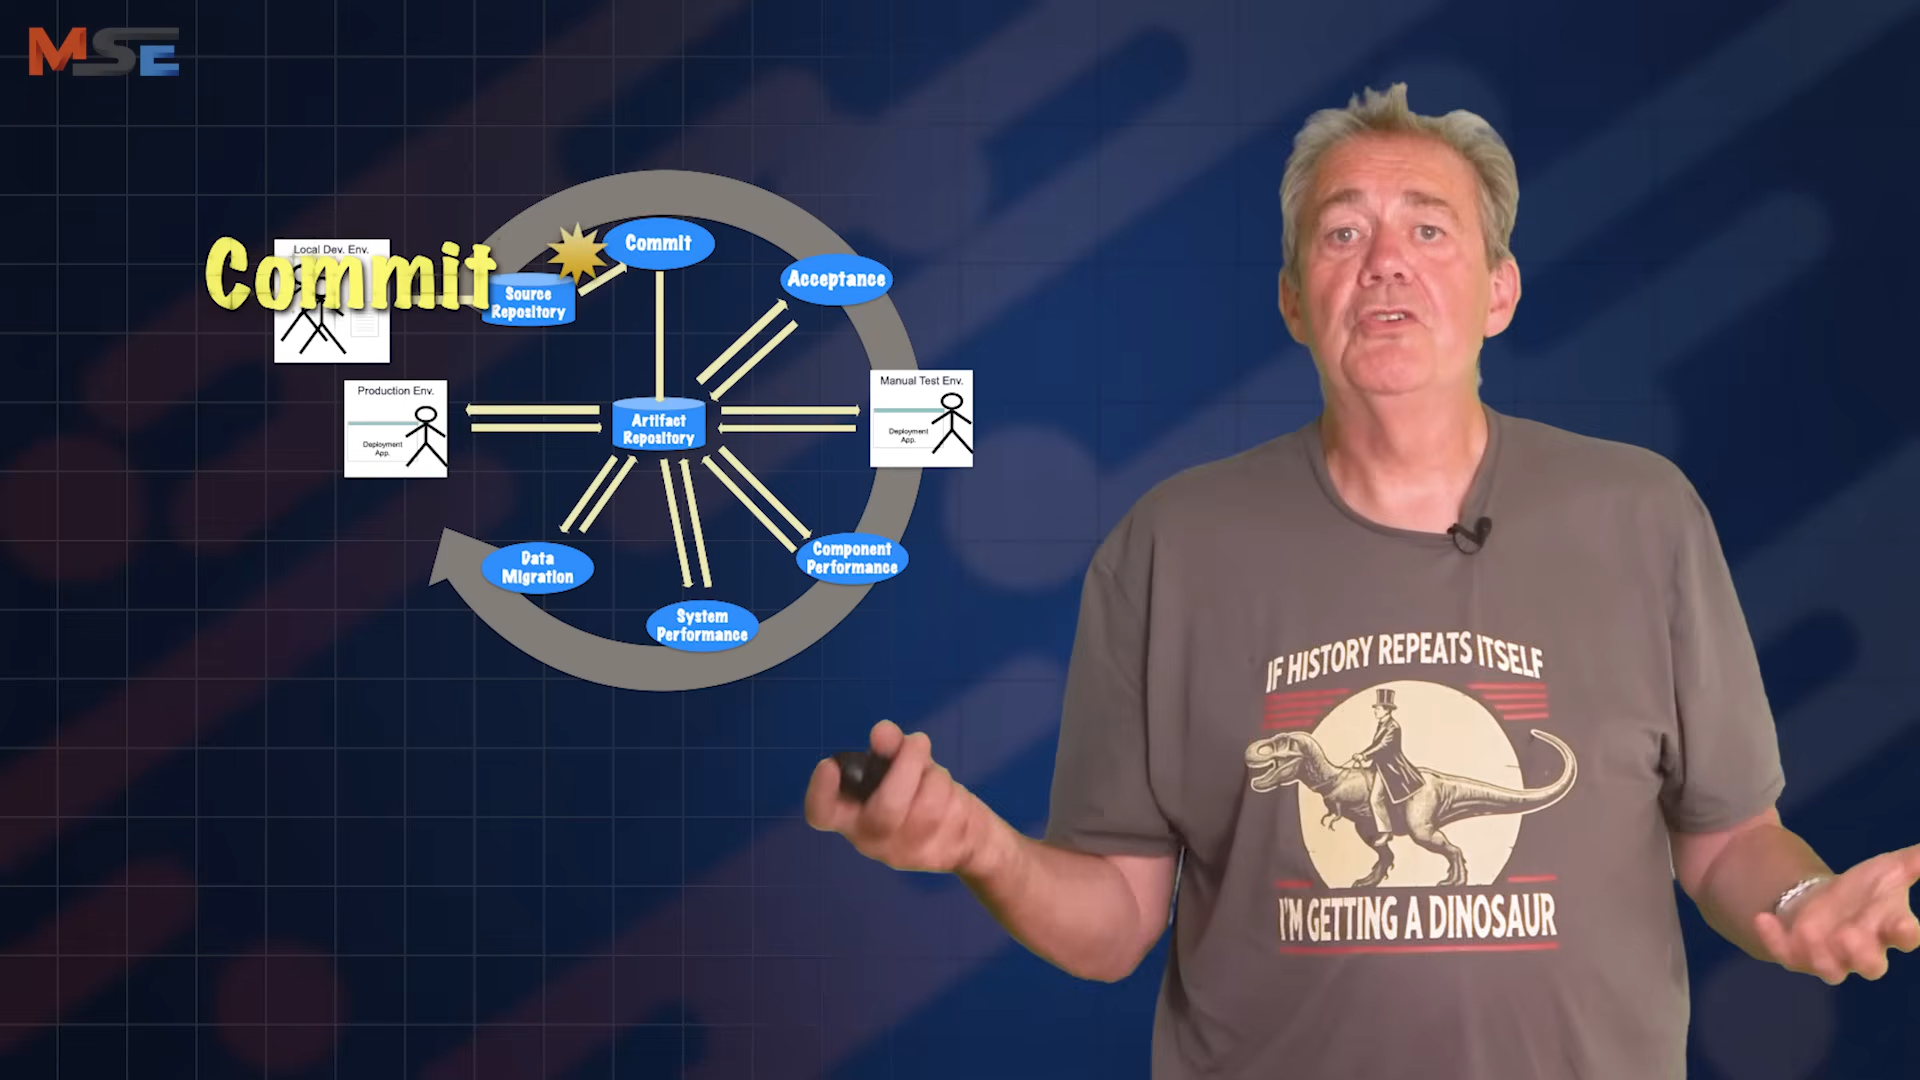 MSE
Commit
Local Dev. Env.
Source
Repository
Commit
Acceptance
Production Env.
Deployment
App.
Artifact
Repository
Manual Test Env.
Deployment
App.
Data
Migration
System
Performance
Component
Performance
IF HISTORY REPEATS ITSELF
I'M GETTING A DINOSAUR